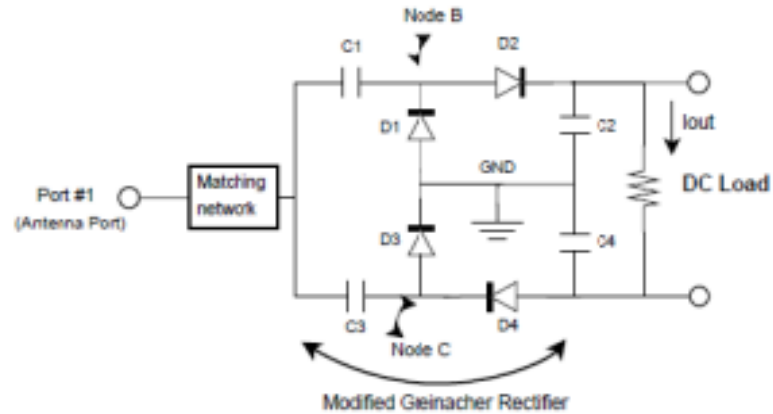 Node B
C1
D2
D1
C2
Iout
GND
DC Load
Matching
network
Port #1
(Antenna Port)
D3
C4
C3
D4
Node C
Modified Greinacher Rectifier